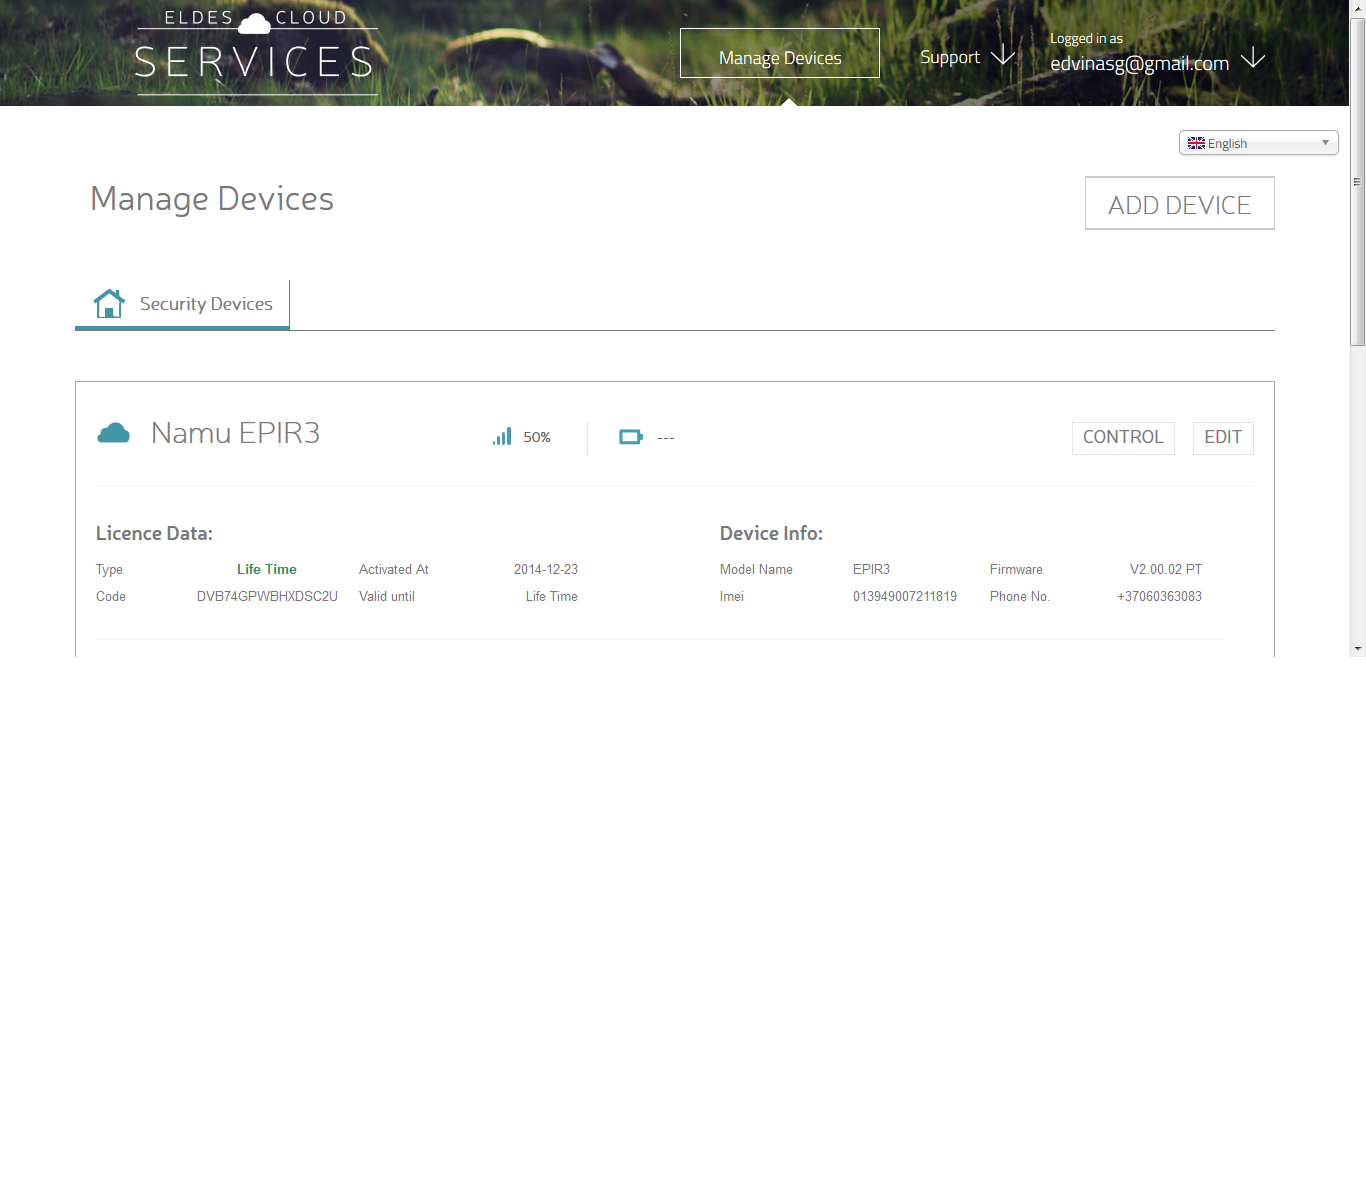 ELDES CLOUD
SERVICES
Manage Devices
Support
Logged in as
edvinasg@gmail.com
English
Manage Devices
ADD DEVICE
Security Devices
Namu EPIR3
50%
---
CONTROL
EDIT
Licence Data:
Device Info:
Type Life Time Activated At 2014-12-23
Model Name EPIR3 Firmware V2.00.02 PT
Code DVB74GPWBHXDSC2U Valid until Life Time
Imei 013949007211819 Phone No. +37060363083